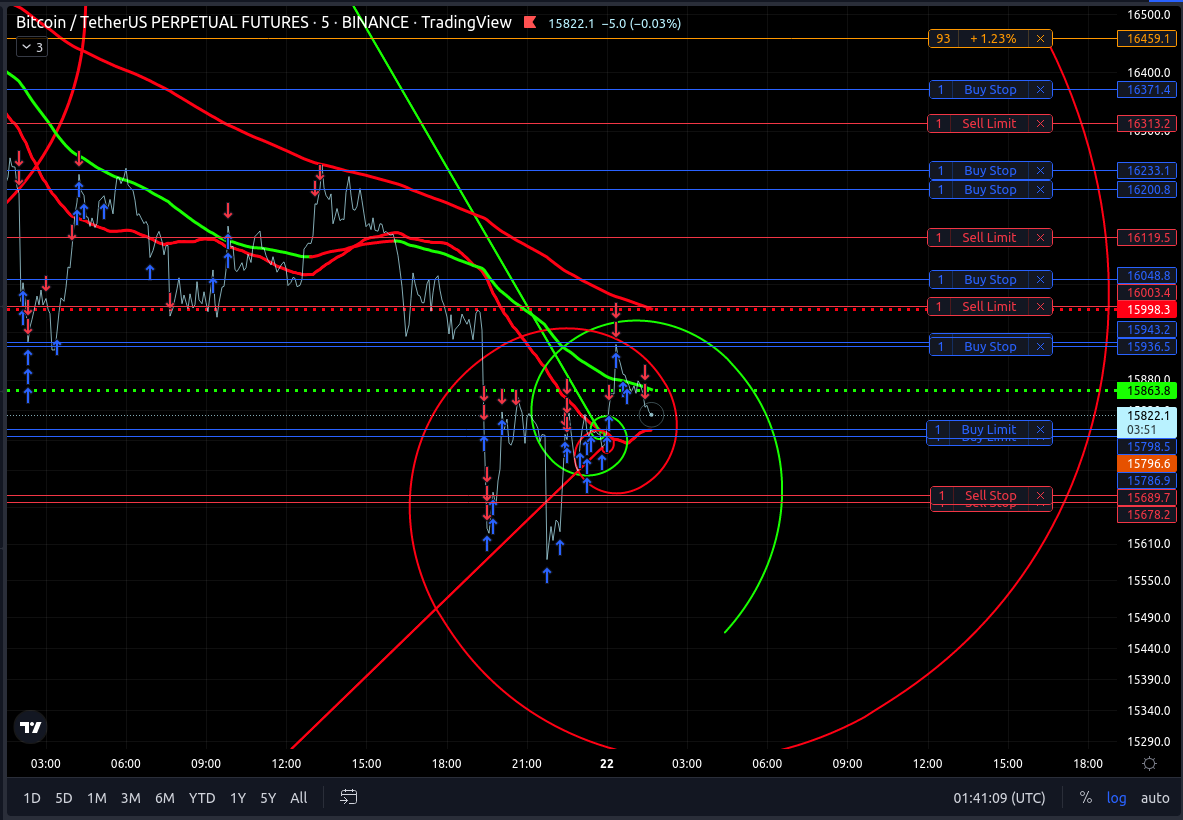 Bitcoin / TetherUS PERPETUAL FUTURES · 5 · BINANCE · TradingView 15822.1 −5.0 (−0.03%)
3
16500.0
93 +1.23% × 16459.1
16400.0
1 Buy Stop × 16371.4
1 Sell Limit × 16313.2
1 Buy Stop × 16233.1
1 Buy Stop × 16200.8
1 Sell Limit × 16119.5
1 Buy Stop × 16048.8
16003.4
1 Sell Limit × 15998.3
15943.2
1 Buy Stop × 15936.5
15880.0
15863.8
15822.1
1 Buy Limit × 03:51
15798.5
15796.6
15786.9
1 Sell Stop × 15689.7
15678.2
15610.0
15550.0
15490.0
15440.0
15390.0
15340.0
15290.0
03:00 06:00 09:00 12:00 15:00 18:00 21:00 22 03:00 06:00 09:00 12:00 15:00 18:00
1D 5D 1M 3M 6M YTD 1Y 5Y All 01:41:09 (UTC) % log auto